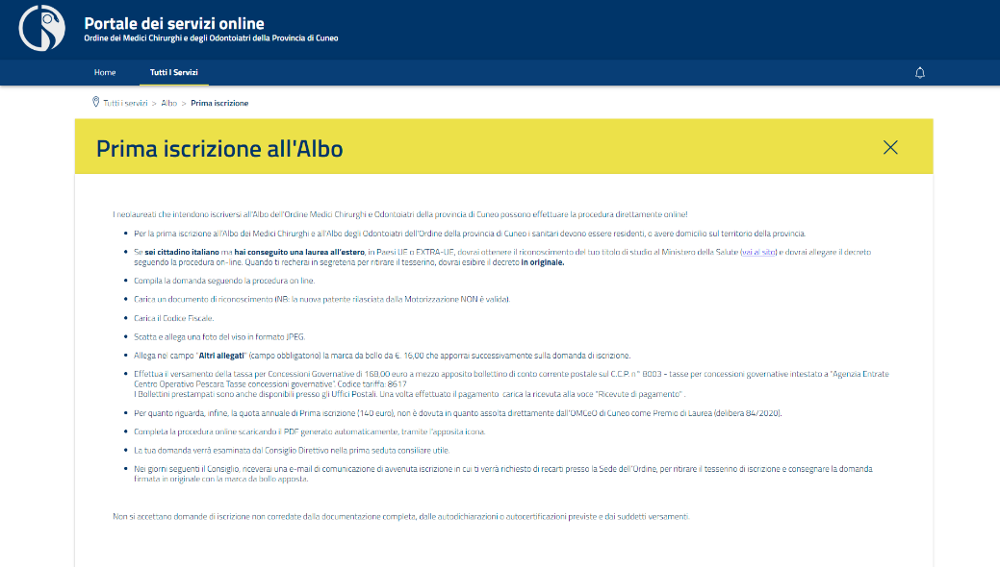 Portale dei servizi online
Ordine dei Medici Chirurghi e degli Odontoiatri della Provincia di Cuneo
Home
Tutti I Servizi
Tutti i servizi > Albo > Prima iscrizione
Prima iscrizione all'Albo
I neolaureati che intendono iscriversi all'Albo dell'Ordine Medici Chirurghi e Odontoiatri della provincia di Cuneo possono effettuare la procedura direttamente online!
Per la prima iscrizione all'Albo dei Medici Chirurghi e all'Albo degli Odontoiatri dell'Ordine della provincia di Cuneo i sanitari devono essere residenti, o avere domicilio sul territorio della provincia.
Se sei cittadino italiano ma hai conseguito una laurea all'estero, in Paesi UE o EXTRA-UE, dovrai ottenere il riconoscimento del tuo titolo di studio al Ministero della Salute (vai al sito) e dovrai allegare il decreto
seguendo la procedura on-line. Quando ti recherai in segreteria per ritirare il tesserino, dovrai esibire il decreto in originale.
Compila la domanda seguendo la procedura on line.
Carica un documento di riconoscimento (NB: la nuova patente rilasciata dalla Motorizzazione NON è valida).
Carica il Codice Fiscale.
Scatta e allega una foto del viso in formato JPEG.
Allega nel campo "Altri allegati" (campo obbligatorio) la marca da bollo da €. 16,00 che apporrai successivamente sulla domanda di iscrizione.
Effettua il versamento della tassa per Concessioni Governative di 168,00 euro a mezzo apposito bollettino di conto corrente postale sul C.C.P. n° 8003 - tasse per concessioni governative intestato a "Agenzia Entrate
Centro Operativo Pescara Tasse concessioni governative". Codice tariffa: 8617
I Bollettini prestampati sono anche disponibili presso gli Uffici Postali. Una volta effettuato il pagamento carica la ricevuta alla voce "Ricevute di pagamento" .
Per quanto riguarda, infine, la quota annuale di Prima iscrizione (140 euro), non è dovuta in quanto assolta direttamente dall'OMCeO di Cuneo come Premio di Laurea (delibera 84/2020).
Completa la procedura online scaricando il PDF generato automaticamente, tramite l'apposita icona.
La tua domanda verrà esaminata dal Consiglio Direttivo nella prima seduta consiliare utile.
Nei giorni seguenti il Consiglio, riceverai una e-mail di comunicazione di avvenuta iscrizione in cui ti verrà richiesto di recarti presso la Sede dell'Ordine, per ritirare il tesserino di iscrizione e consegnare la domanda
firmata in originale con la marca da bollo apposta.
Non si accettano domande di iscrizione non corredate dalla documentazione completa, dalle autodichiarazioni o autocertificazioni previste e dai suddetti versamenti.